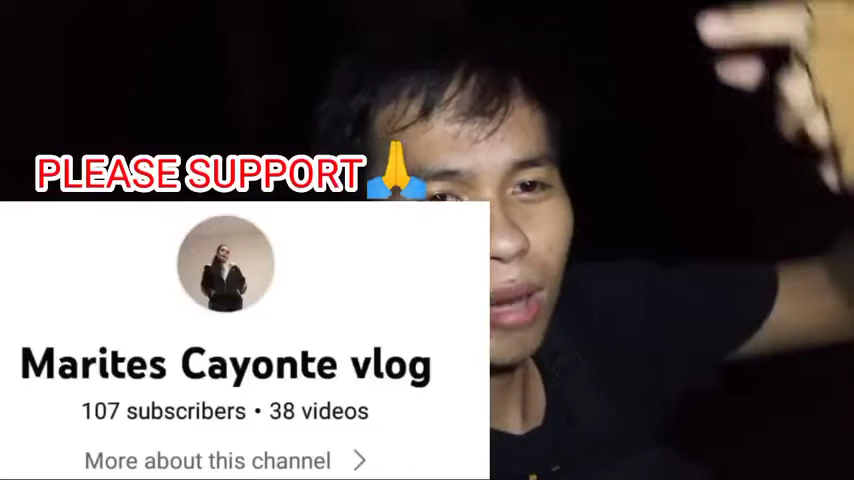 PLEASE SUPPORT🙏
Marites Cayonte vlog
107 subscribers • 38 videos
More about this channel >